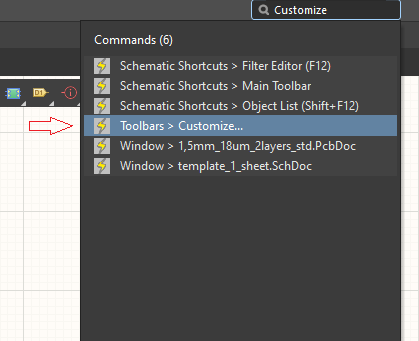 Customize
Commands (6)
Schematic Shortcuts > Filter Editor (F12)
Schematic Shortcuts > Main Toolbar
Schematic Shortcuts > Object List (Shift+F12)
D1
Toolbars > Customize...
Window > 1,5mm_18um_2layers_std.PcbDoc
Window > template_1_sheet.SchDoc